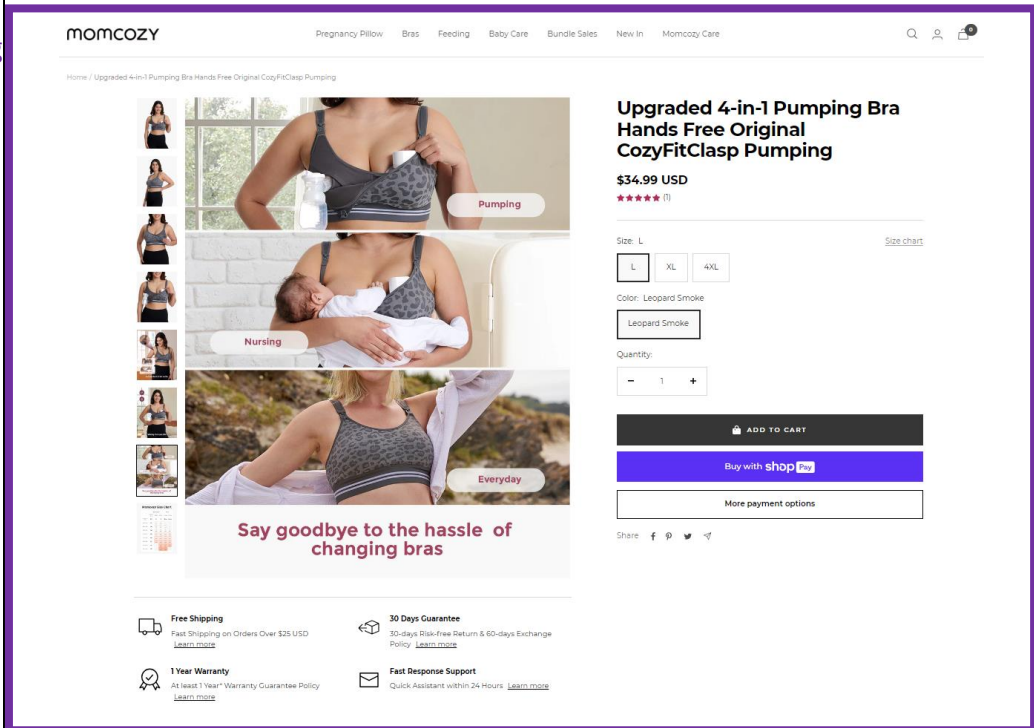 MOMCOZY
Pregnancy Pillow Bras Feeding Baby Care Bundle Sales New In Momcozy Care
0
Home / Upgraded 4-in-1 Pumping Bra Hands Free Original CozyFitClasp Pumping
Pumping
Nursing
Everyday
Say goodbye to the hassle of
changing bras
Upgraded 4-in-1 Pumping Bra
Hands Free Original
CozyFitClasp Pumping
$34.99 USD
(1)
Size: L
Size chart
L XL 4XL
Color: Leopard Smoke
Leopard Smoke
Quantity:
- 1 +
ADD TO CART
Buy with shop Pay
More payment options
Share
Free Shipping
Fast Shipping on Orders Over $25 USD
Learn more
30 Days Guarantee
30-days Risk-free Return & 60-days Exchange
Policy Learn more
1 Year Warranty
At least 1 Year* Warranty Guarantee Policy
Learn more
Fast Response Support
Quick Assistant within 24 Hours Learn more